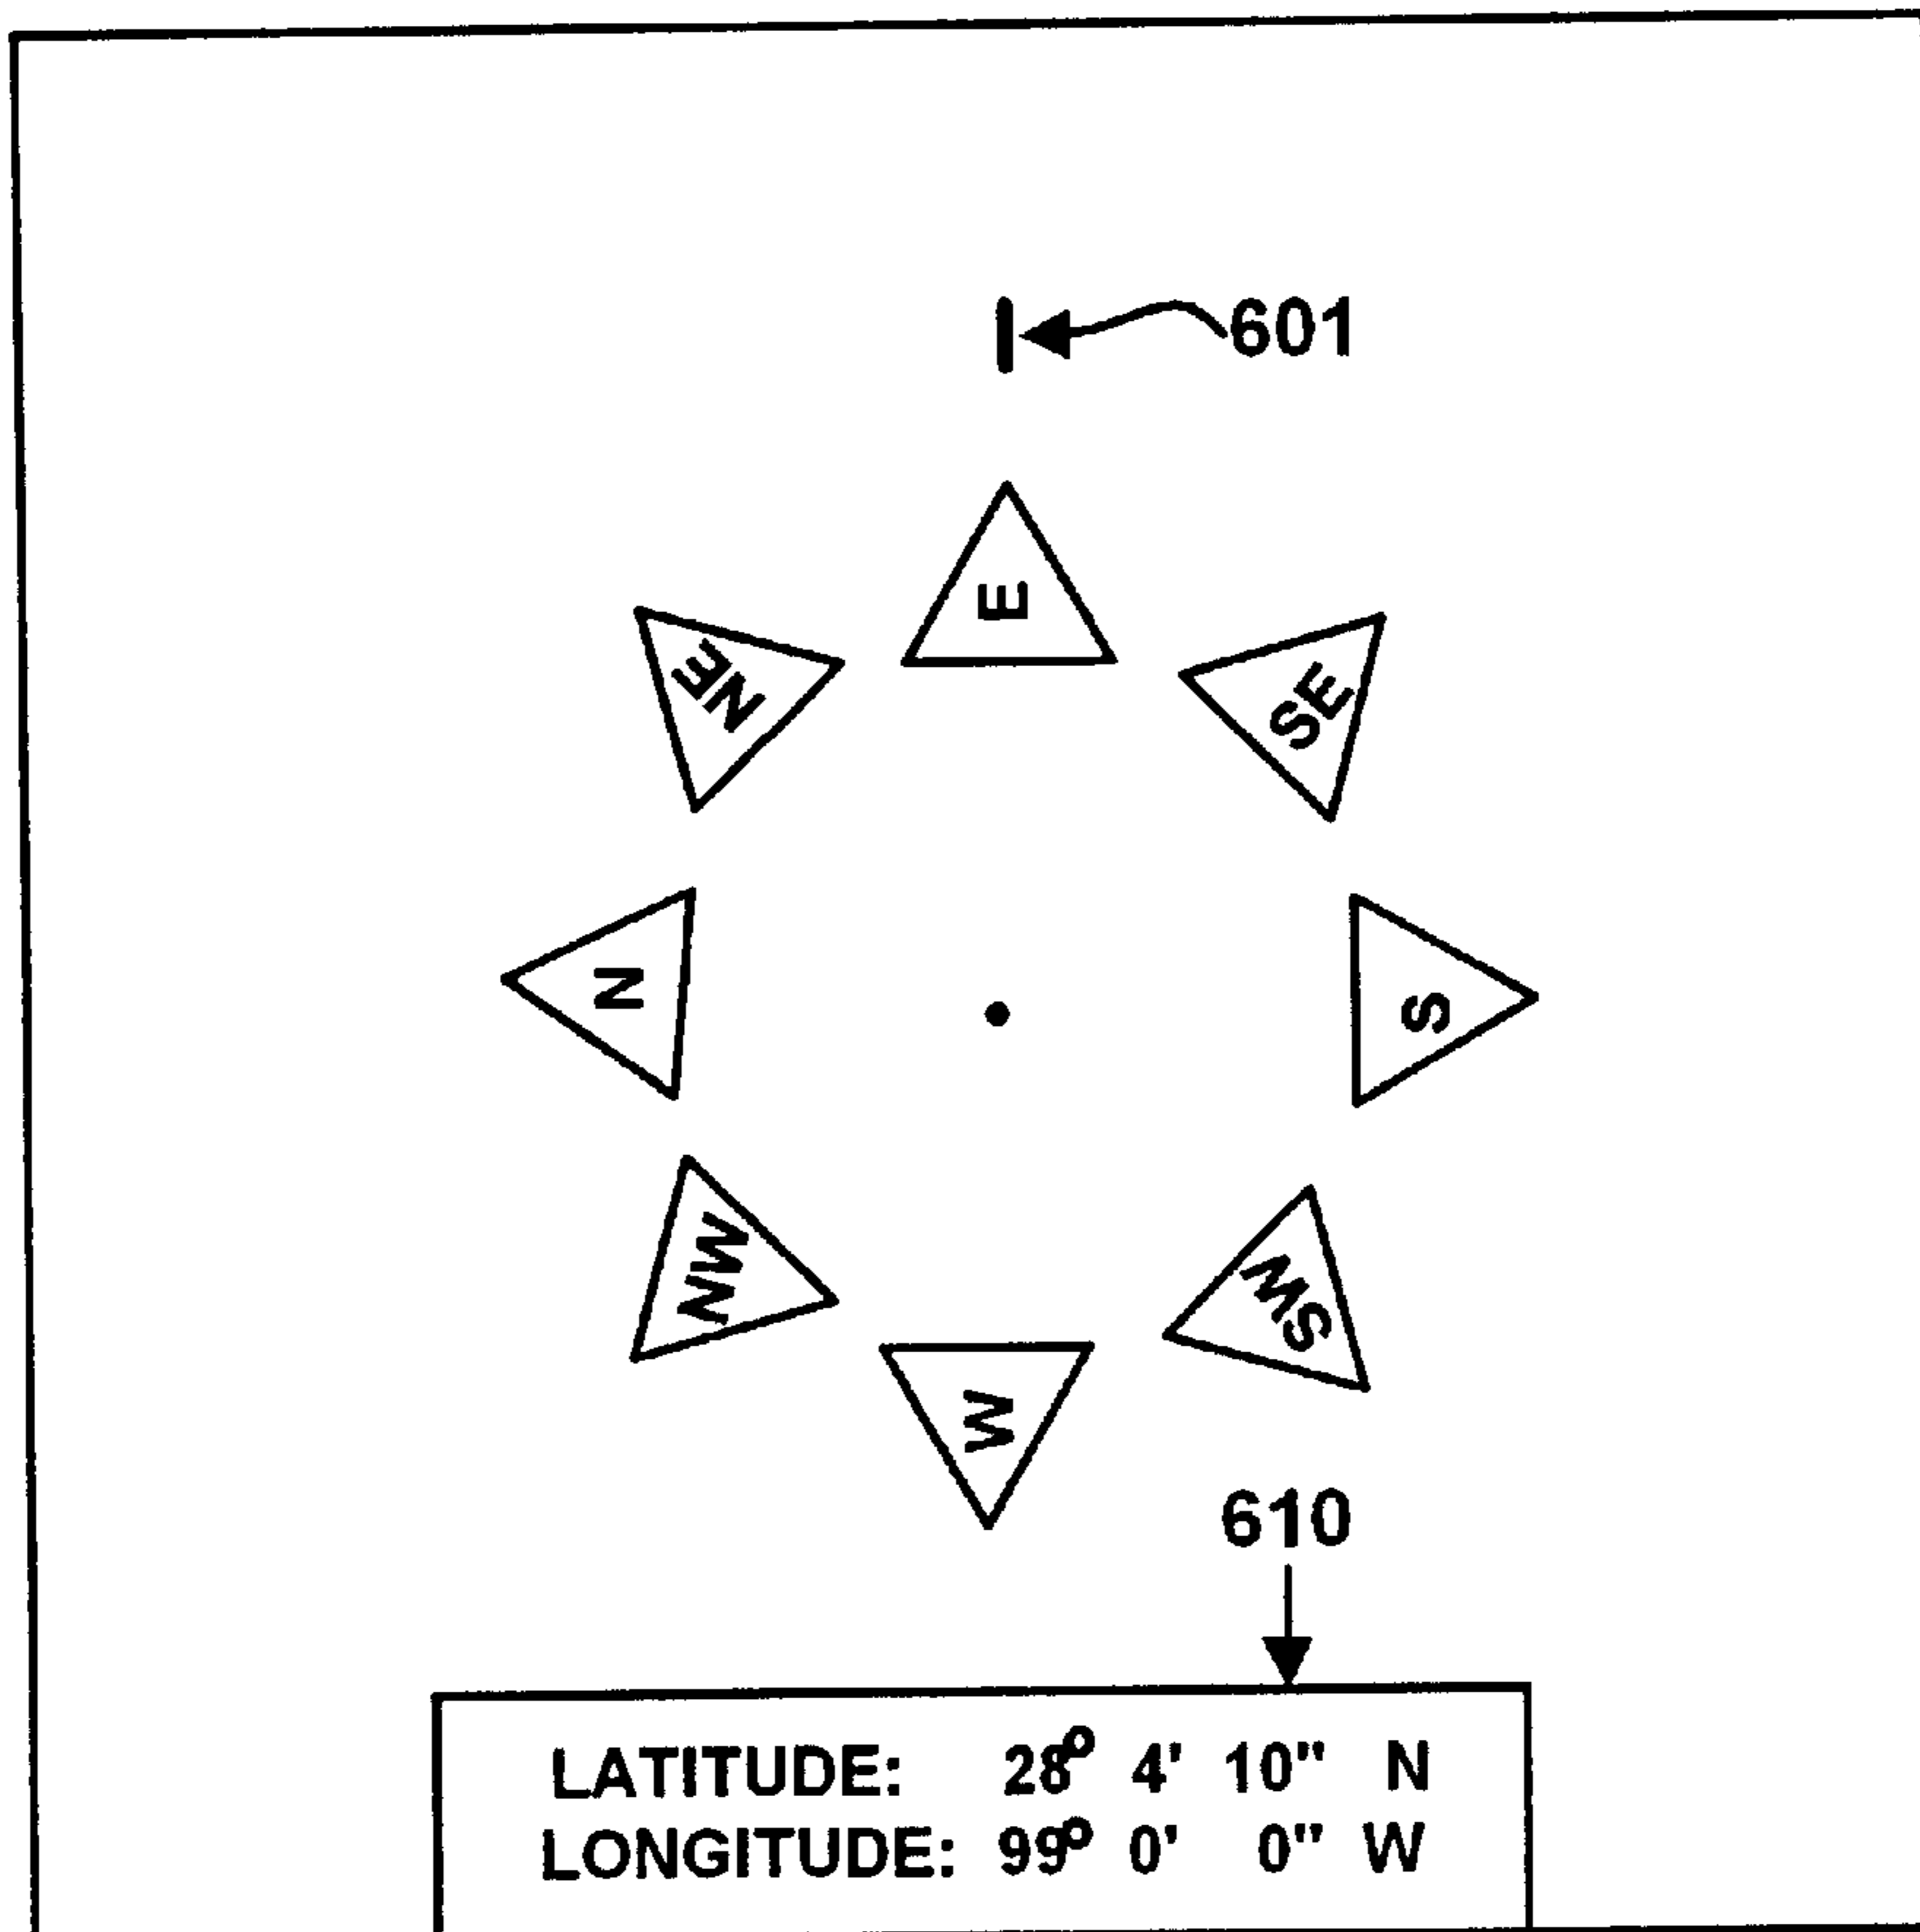 601
E
NE
SE
N
S
NW
SW
W
610
LATITUDE: 28° 4' 10" N
LONGITUDE: 99° 0' 0" W